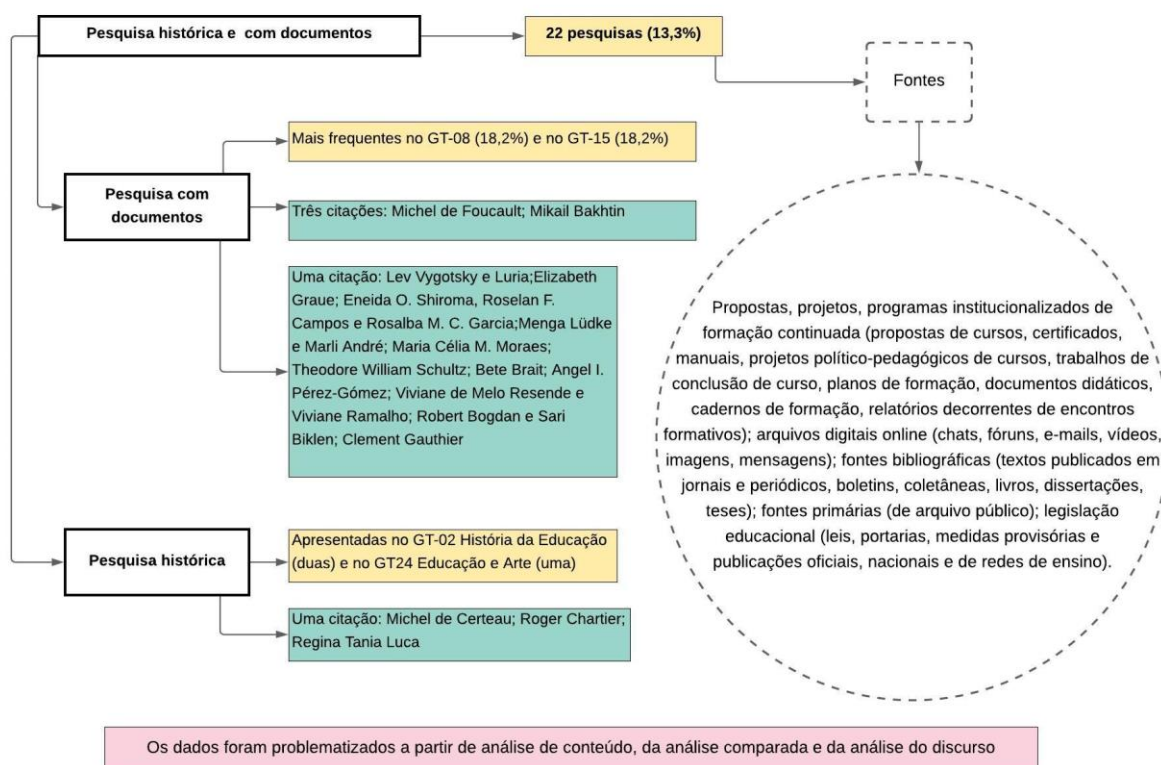 Pesquisa histórica e com documentos
22 pesquisas (13,3%)
Fontes
Mais frequentes no GT-08 (18,2%) e no GT-15 (18,2%)
Pesquisa com
documentos
Três citações: Michel de Foucault; Mikail Bakhtin
Uma citação: Lev Vygotsky e Luria;Elizabeth
Graue; Eneida O. Shiroma, Roselan F.
Campos e Rosalba M. C. Garcia;Menga Lüdke
e Marli André; Maria Célia M. Moraes;
Theodore William Schultz; Bete Brait; Angel I.
Pérez-Gómez; Viviane de Melo Resende e
Viviane Ramalho; Robert Bogdan e Sari
Biklen; Clement Gauthier
Propostas, projetos, programas institucionalizados de
formação continuada (propostas de cursos, certificados,
manuais, projetos político-pedagógicos de cursos, trabalhos de
conclusão de curso, planos de formação, documentos didáticos,
cadernos de formação, relatórios decorrentes de encontros
formativos); arquivos digitais online (chats, fóruns, e-mails, vídeos,
imagens, mensagens); fontes bibliográficas (textos publicados em
jornais e periódicos, boletins, coletâneas, livros, dissertações,
teses); fontes primárias (de arquivo público); legislação
educacional (leis, portarias, medidas provisórias e
publicações oficiais, nacionais e de redes de ensino).
Pesquisa histórica
Apresentadas no GT-02 História da Educação
(duas) e no GT24 Educação e Arte (uma)
Uma citação: Michel de Certeau; Roger Chartier;
Regina Tania Luca
Os dados foram problematizados a partir de análise de conteúdo, da análise comparada e da análise do discurso